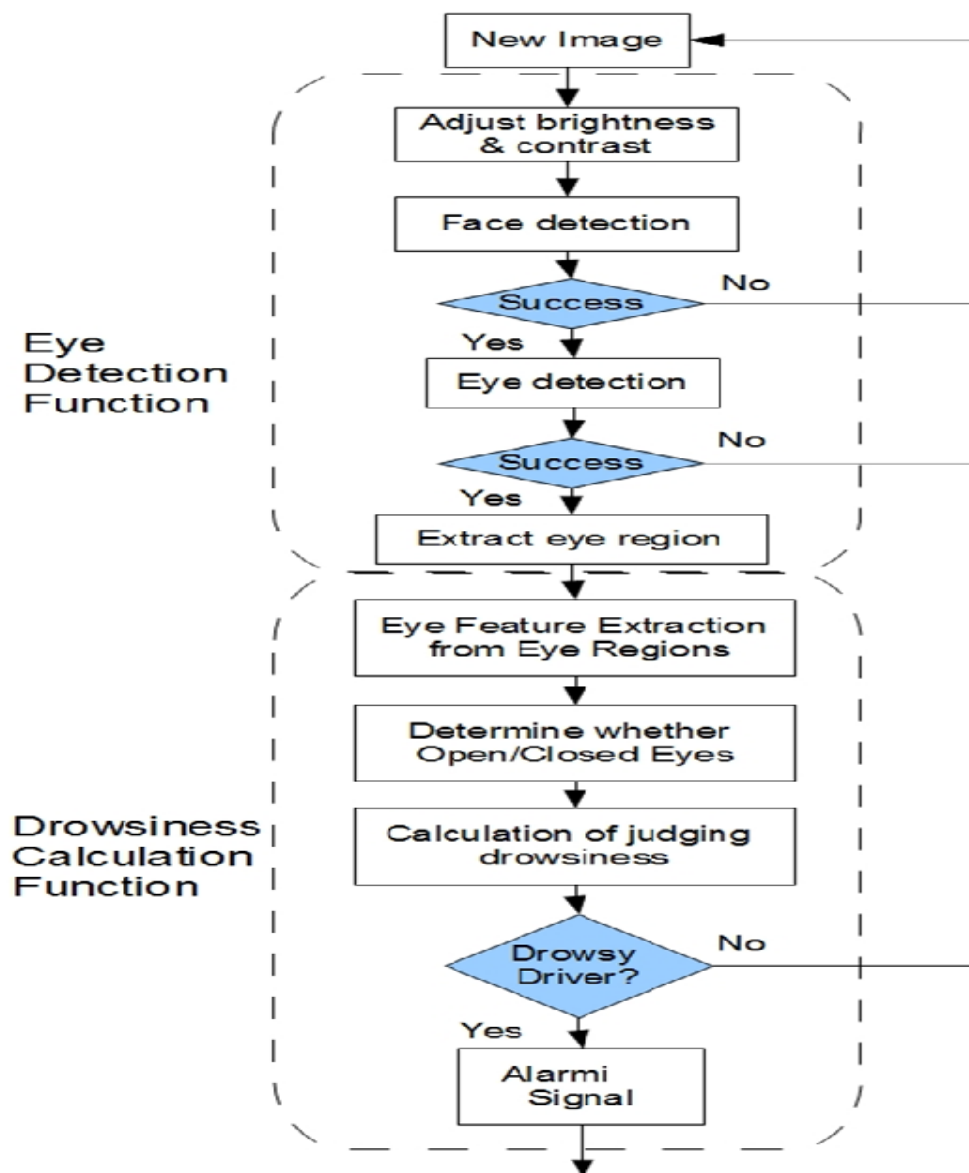 New Image
Adjust brightness
& contrast
Face detection
Success
No
Yes
Eye detection
Success
No
Yes
Extract eye region
Eye
Detection
Function
Eye Feature Extraction
from Eye Regions
Determine whether
Open/Closed Eyes
Calculation of judging
drowsiness
Drowsy
Driver?
No
Yes
Alarmi
Signal
Drowsiness
Calculation
Function